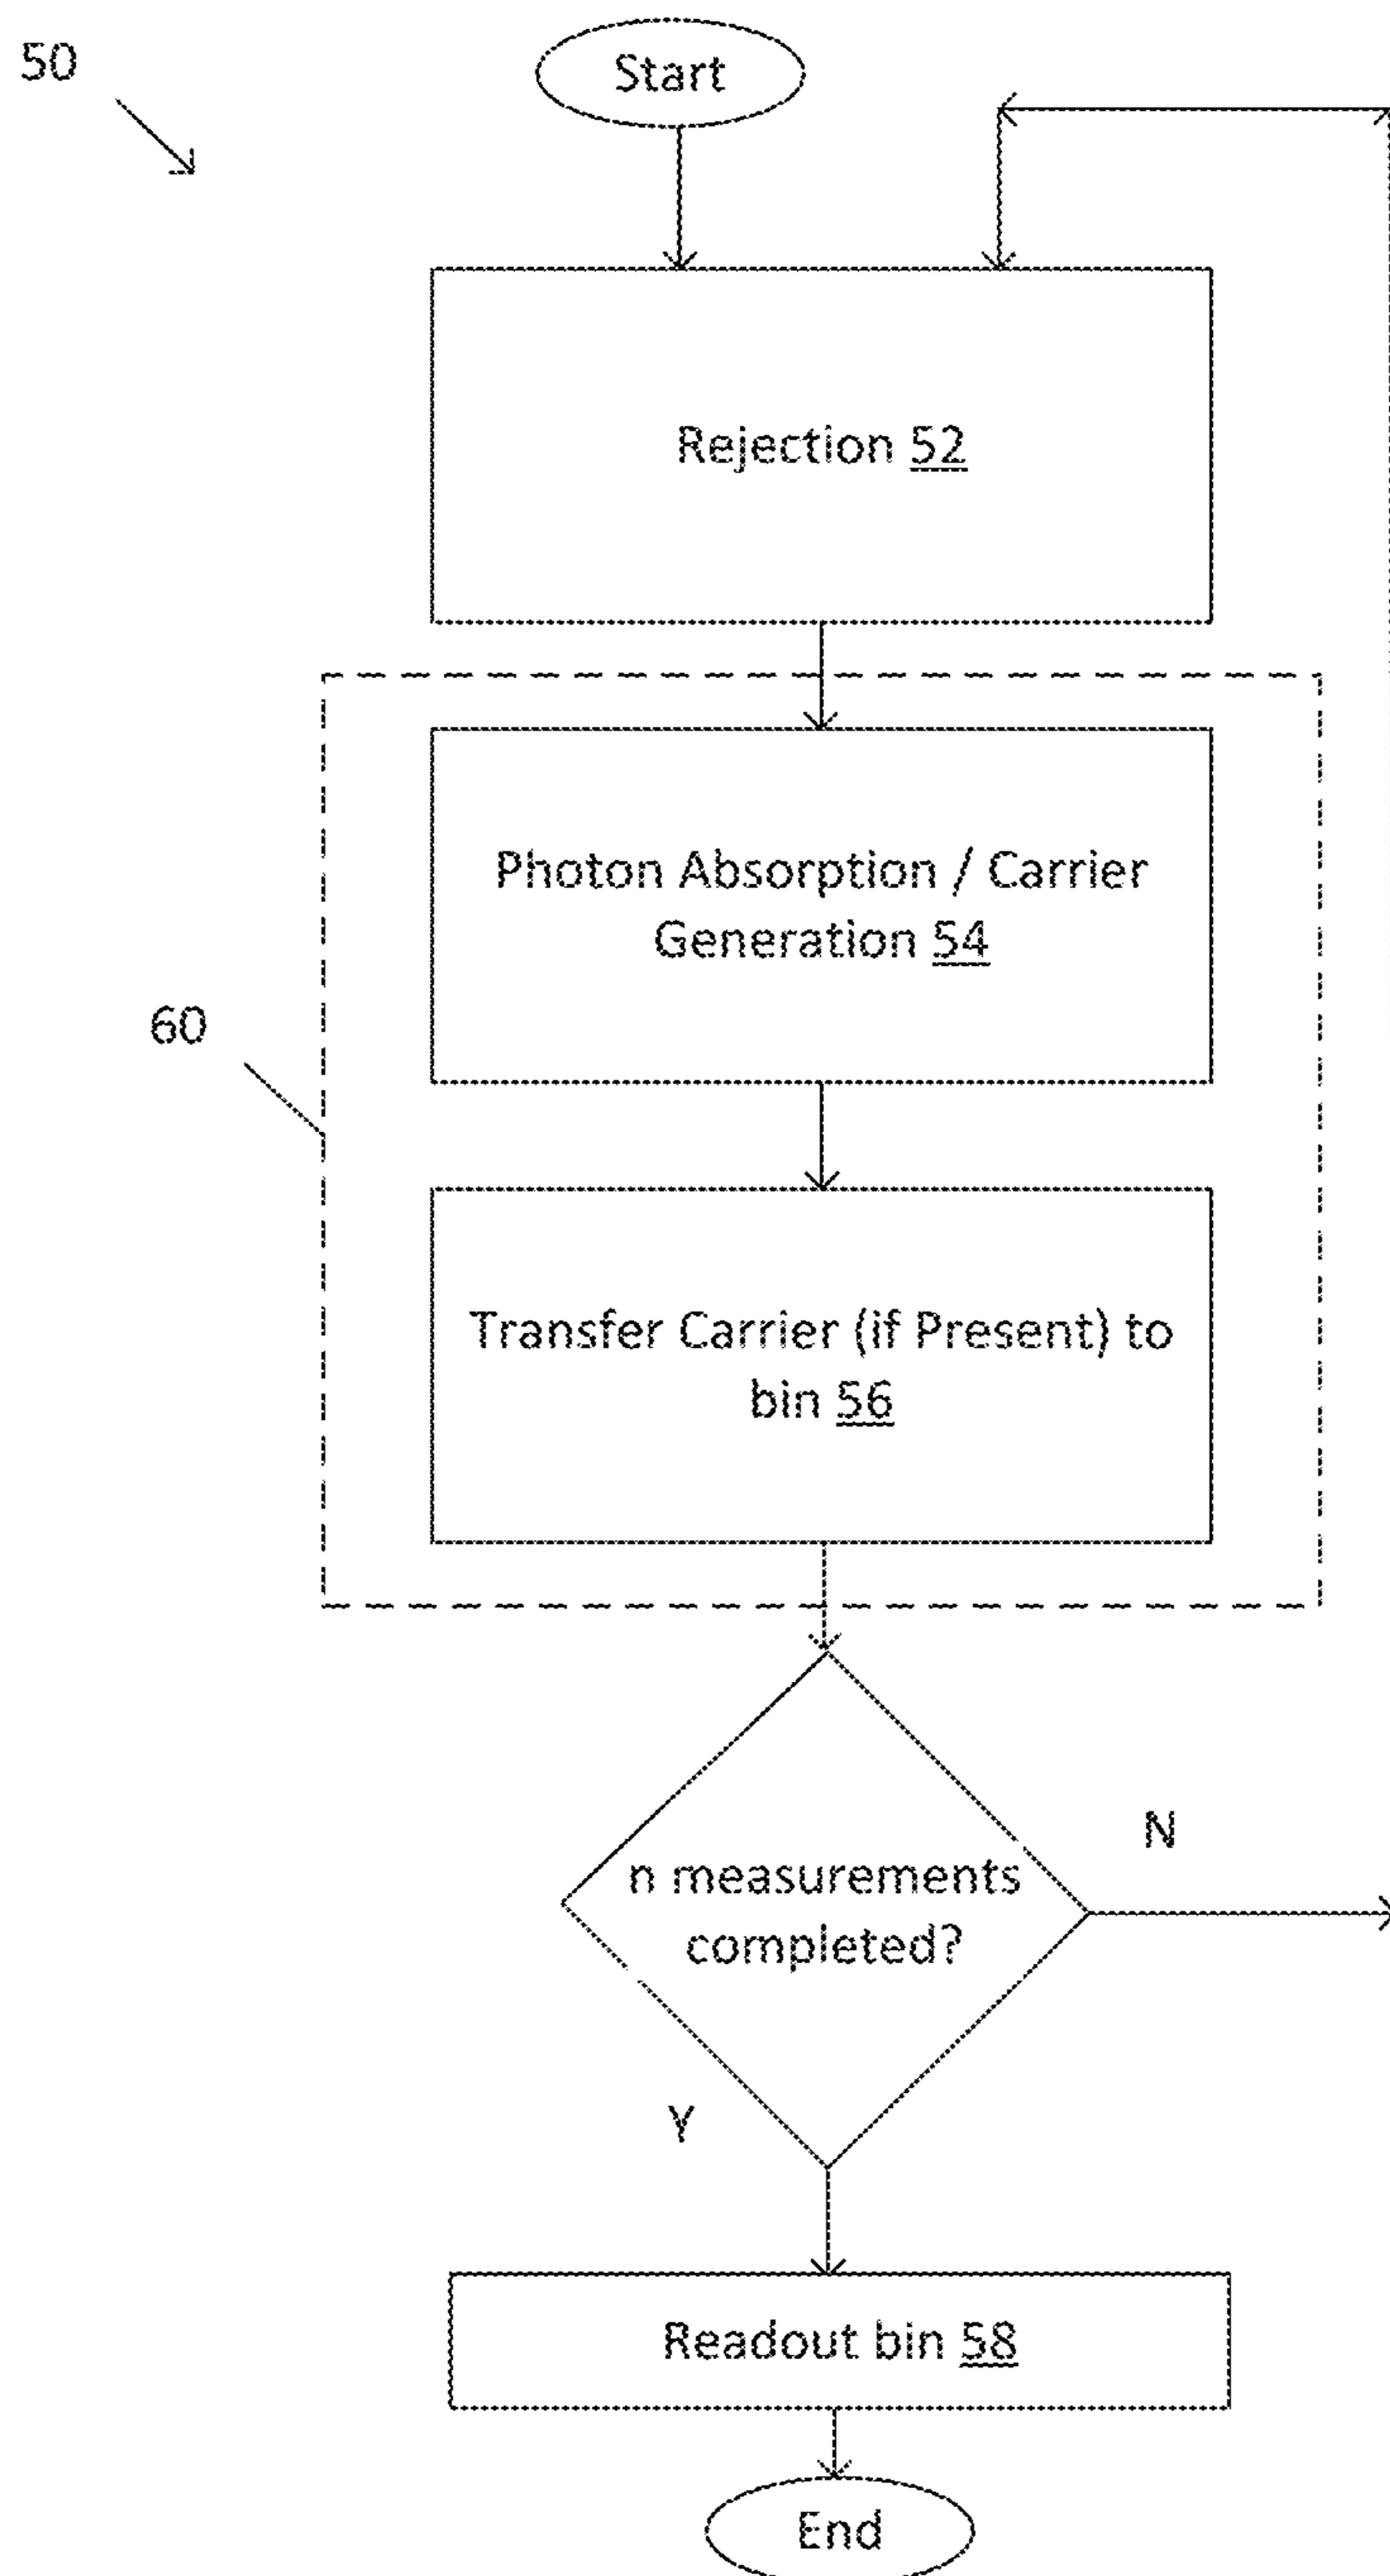 50
Start
Rejection 52
Photon Absorption / Carrier
Generation 54
60
Transfer Carrier (if Present) to
bin 56
n measurements
completed?
N
Y
Readout bin 58
End